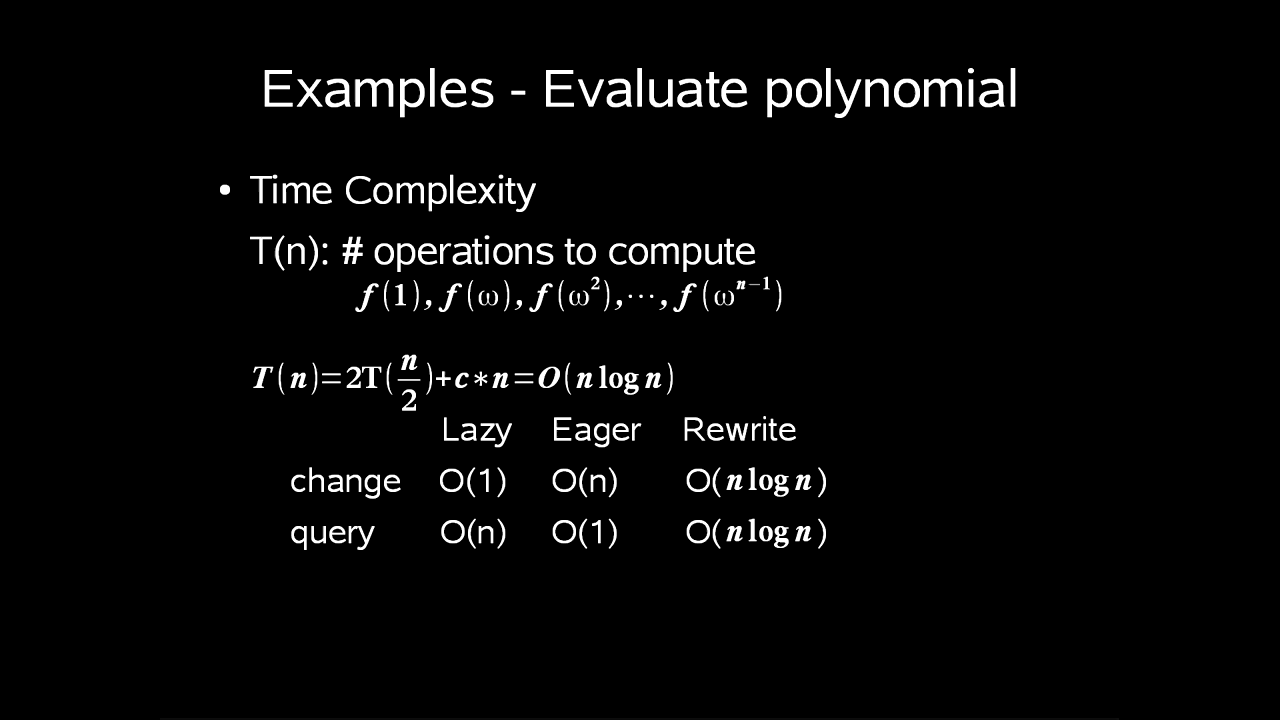 Examples - Evaluate polynomial
• Time Complexity
T(n): # operations to compute
f(1), f(ω), f(ω²), ⋯, f(ωⁿ⁻¹)
T(n)=2T(n/2)+c∗n=O(n log n)
Lazy Eager Rewrite
change O(1) O(n) O(n log n)
query O(n) O(1) O(n log n)